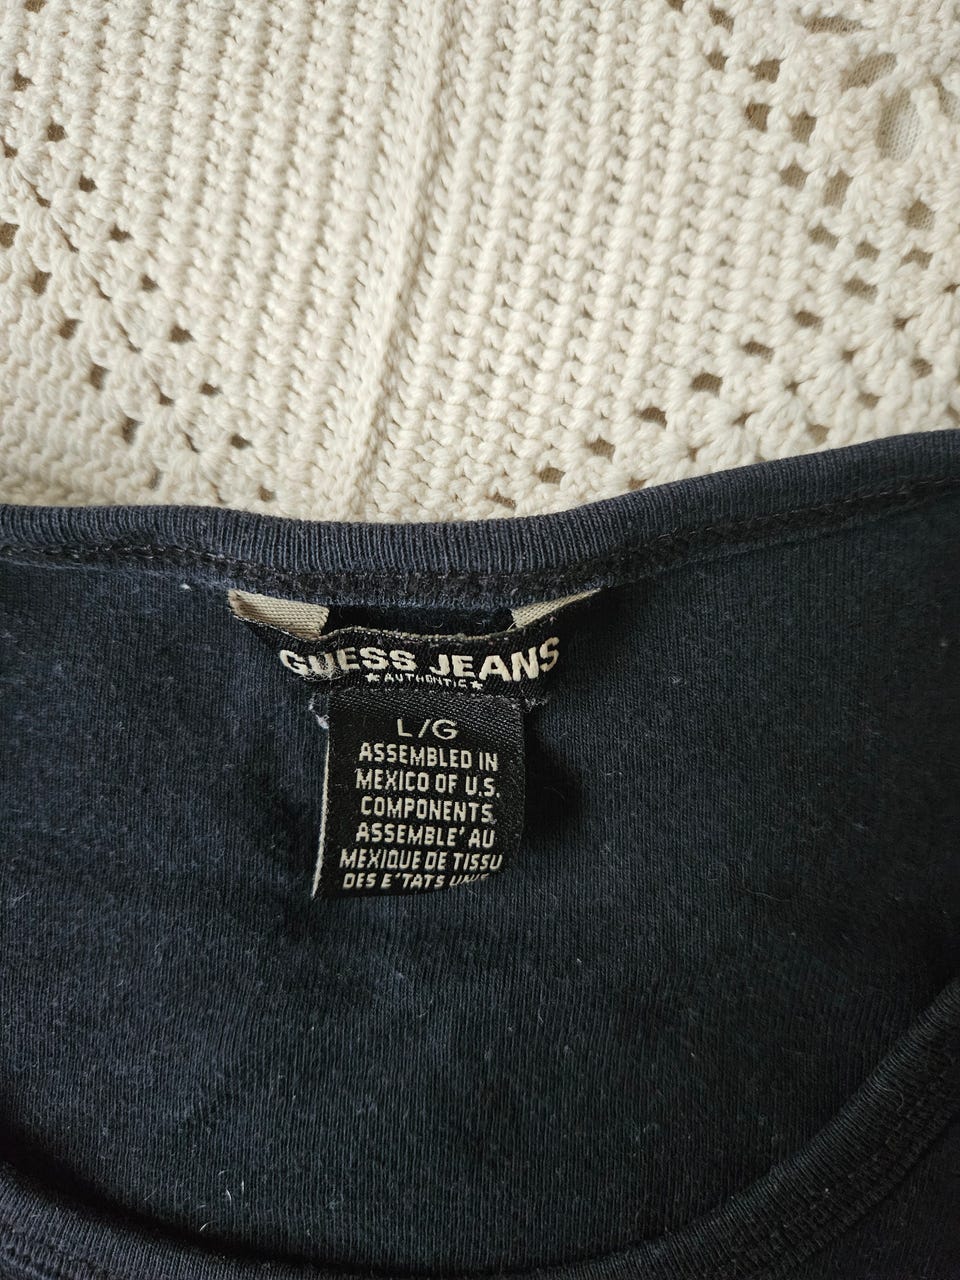 GUESS JEANS
★AUTHENTIC★
L/G
ASSEMBLED IN
MEXICO OF U.S.
COMPONENTS
ASSEMBLE' AU
MEXIQUE DE TISSU
DES E'TATS UNIS